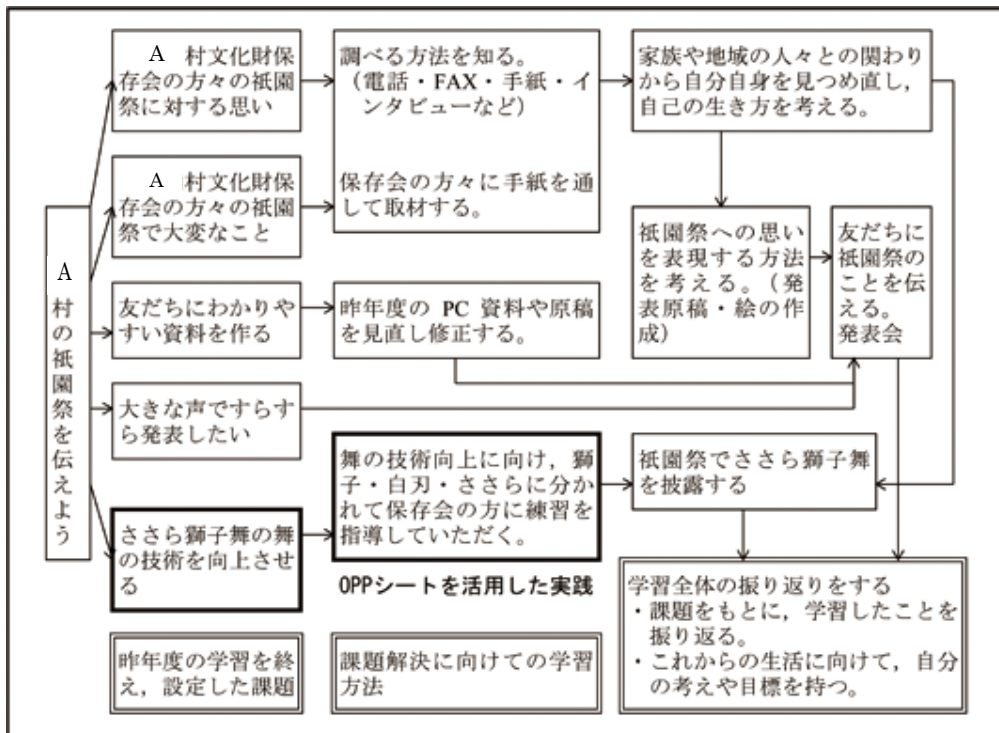 A
村の祇園祭を伝えよう
A 村文化財保
存会の方々の祇園
祭に対する思い
A 村文化財保
存会の方々の祇園
祭で大変なこと
友だちにわかりや
すい資料を作る
大きな声ですらす
ら発表したい
ささら獅子舞の舞
の技術を向上させ
る
昨年度の学習を終
え,設定した課題
調べる方法を知る。
(電話・FAX・手紙・イ
ンタビューなど)
保存会の方々に手紙を通
して取材する。
昨年度の PC 資料や原稿
を見直し修正する。
舞の技術向上に向け,獅
子・白刃・ささらに分か
れて保存会の方に練習を
指導していただく。
OPPシートを活用した実践
課題解決に向けての学習
方法
家族や地域の人々との関わり
から自分自身を見つめ直し,
自己の生き方を考える。
祇園祭への思い
を表現する方法
を考える。(発
表原稿・絵の作
成)
友だちに
祇園祭の
ことを伝
える。
発表会
祇園祭でささら獅子舞
を披露する
学習全体の振り返りをする
・課題をもとに,学習したことを
振り返る。
・これからの生活に向けて,自分
の考えや目標を持つ。